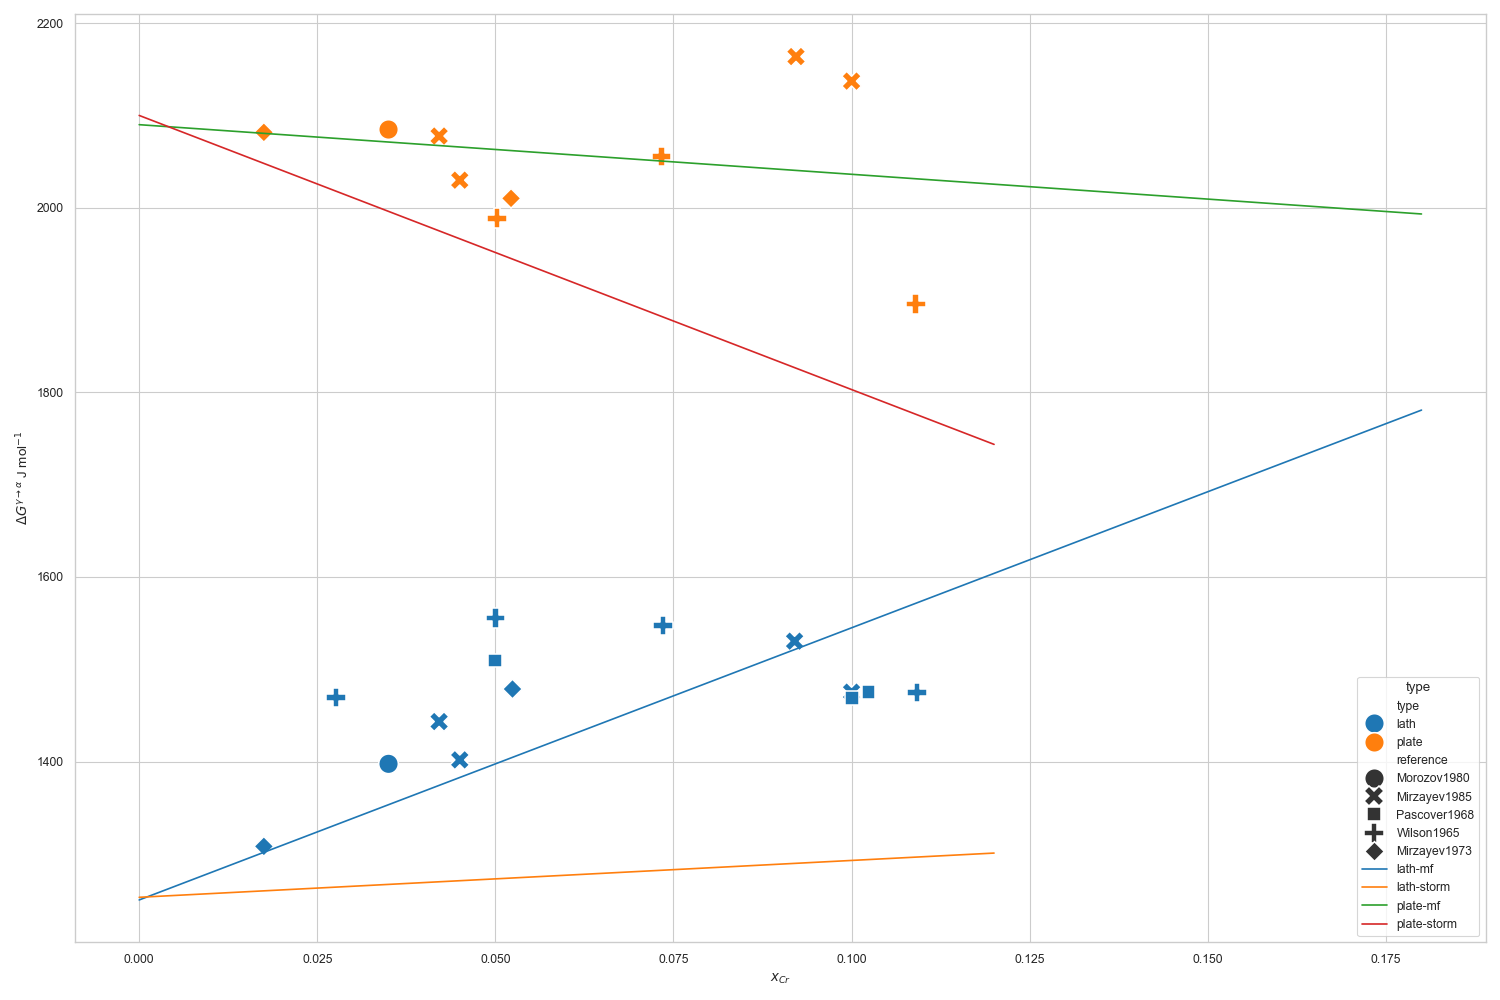 2200
2000
1800
1600
1400
ΔG^{γ→α} J mol^{−1}
0.000 0.025 0.050 0.075 0.100 0.125 0.150 0.175
x_{Cr}
type
type
lath
plate
reference
Morozov1980
Mirzayev1985
Pascover1968
Wilson1965
Mirzayev1973
lath-mf
lath-storm
plate-mf
plate-storm